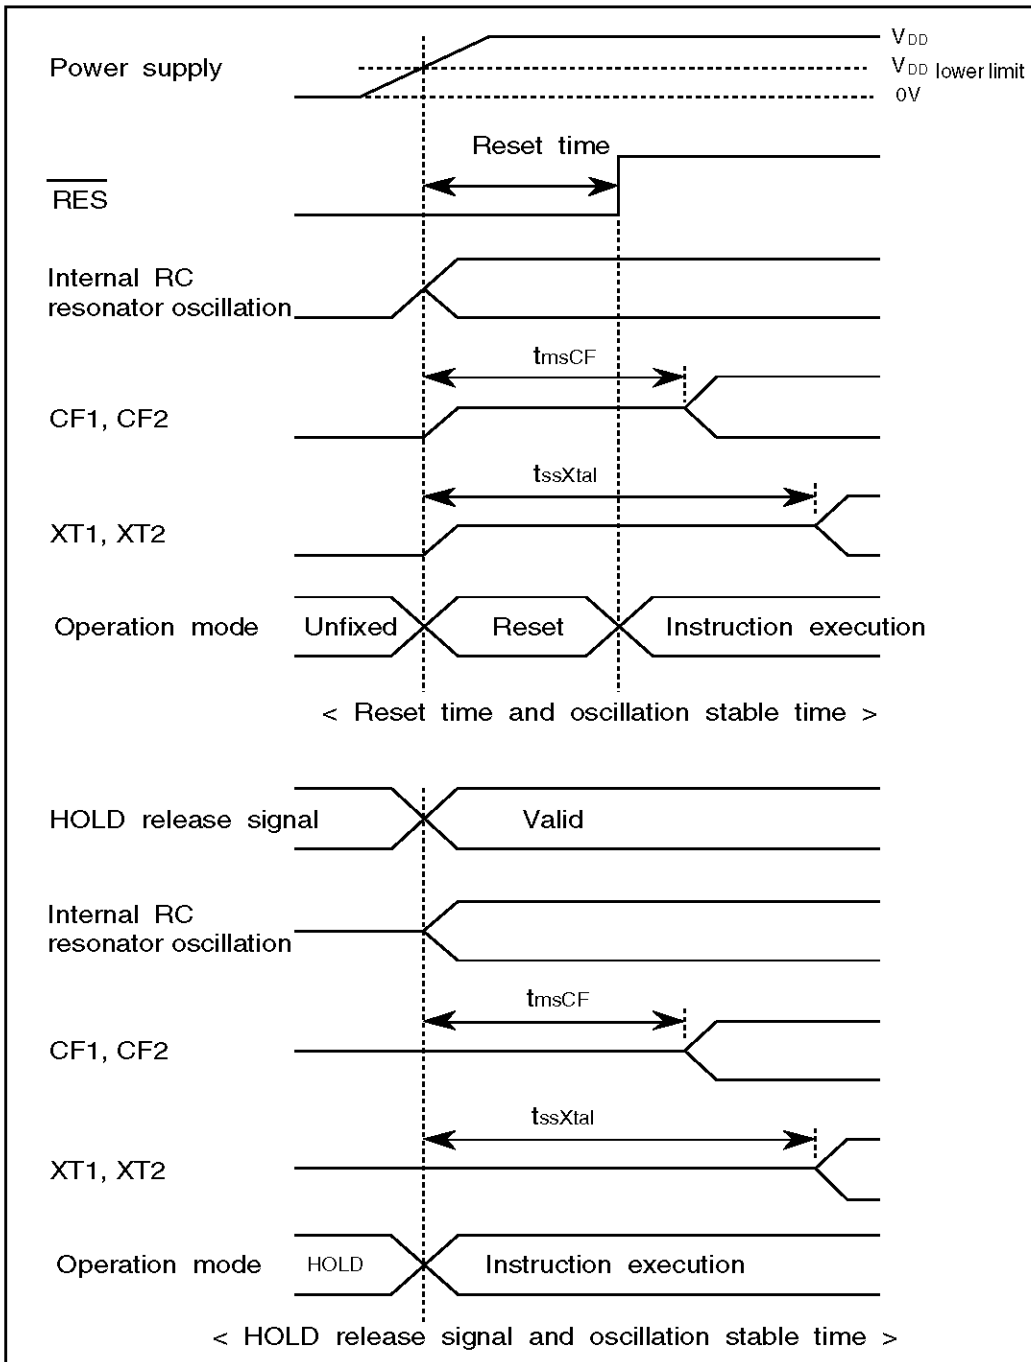 Power supply
VDD
VDD lower limit
0V
Reset time
RES
Internal RC
resonator oscillation
tmsCF
CF1, CF2
tssXtal
XT1, XT2
Operation mode
Unfixed
Reset
Instruction execution
< Reset time and oscillation stable time >
HOLD release signal
Valid
Internal RC
resonator oscillation
tmsCF
CF1, CF2
tssXtal
XT1, XT2
Operation mode
HOLD
Instruction execution
< HOLD release signal and oscillation stable time >